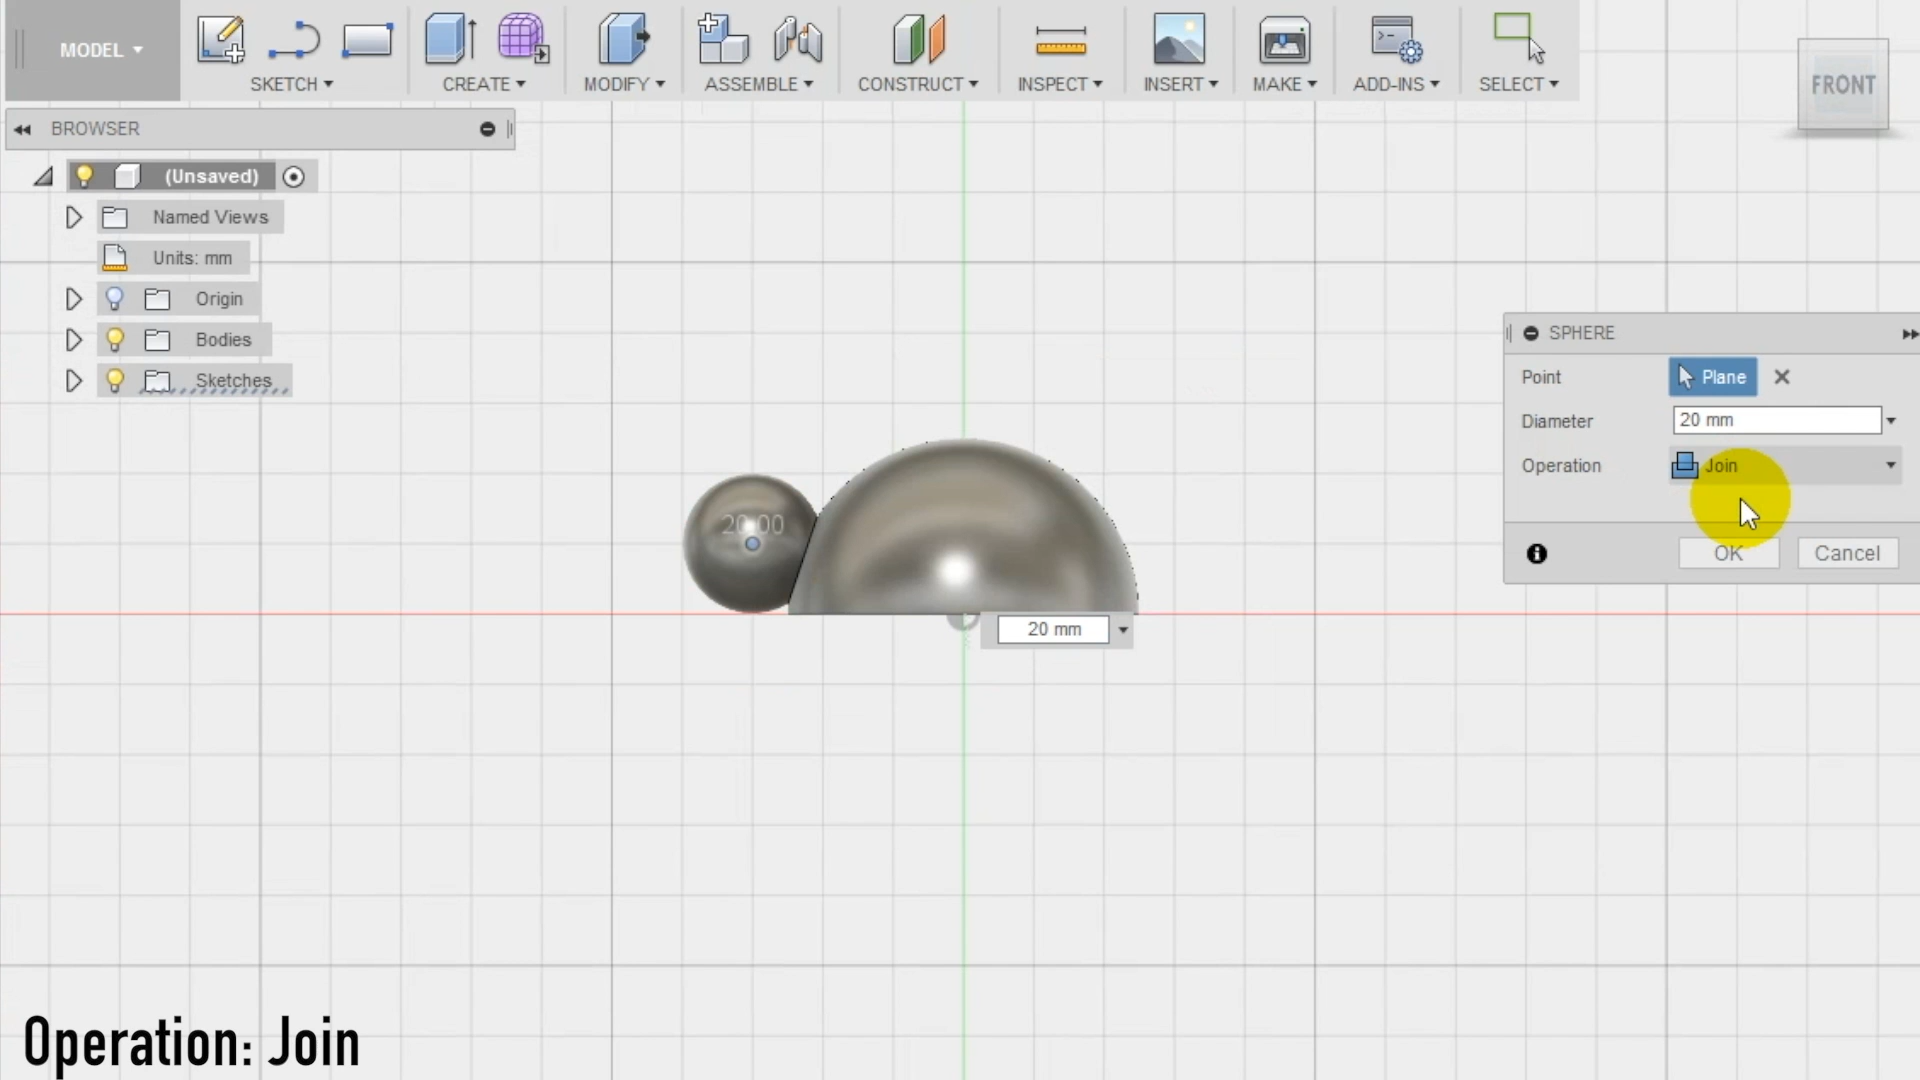 MODEL
SKETCH
CREATE
MODIFY
ASSEMBLE
CONSTRUCT
INSPECT
INSERT
MAKE
ADD-INS
SELECT
FRONT
BROWSER
(Unsaved)
Named Views
Units: mm
Origin
Bodies
Sketches
SPHERE
Point Plane
Diameter 20 mm
Operation Join
OK Cancel
20.00
20 mm
Operation: Join